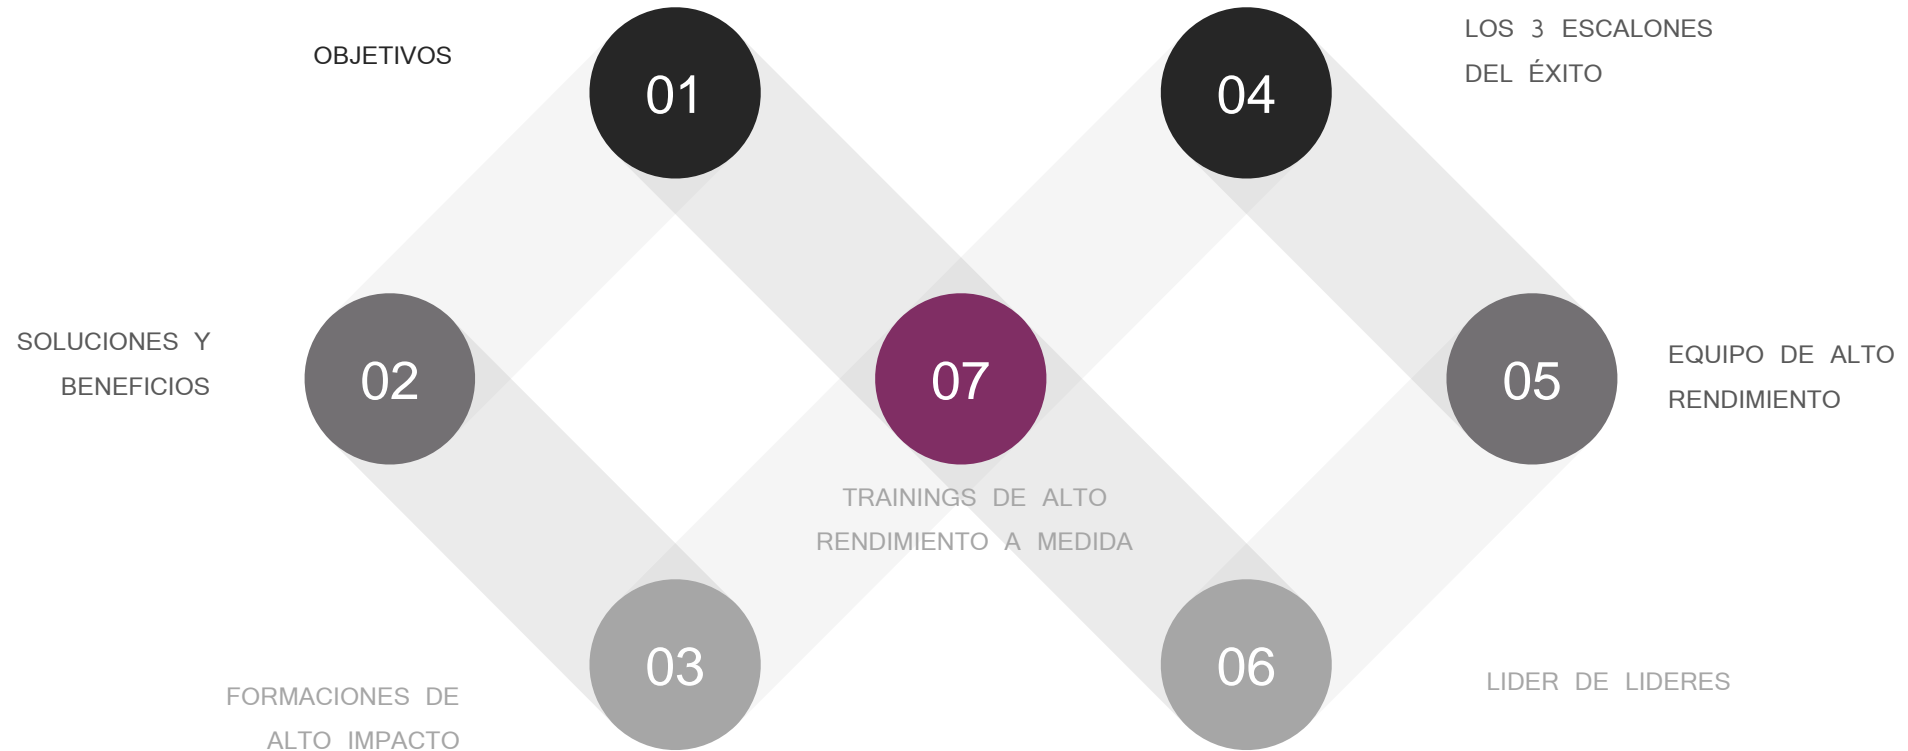 OBJETIVOS
01
SOLUCIONES Y
BENEFICIOS
02
FORMACIONES DE
ALTO IMPACTO
03
04
LOS 3 ESCALONES
DEL ÉXITO
05
EQUIPO DE ALTO
RENDIMIENTO
06
LIDER DE LIDERES
07
TRAININGS DE ALTO
RENDIMIENTO A MEDIDA